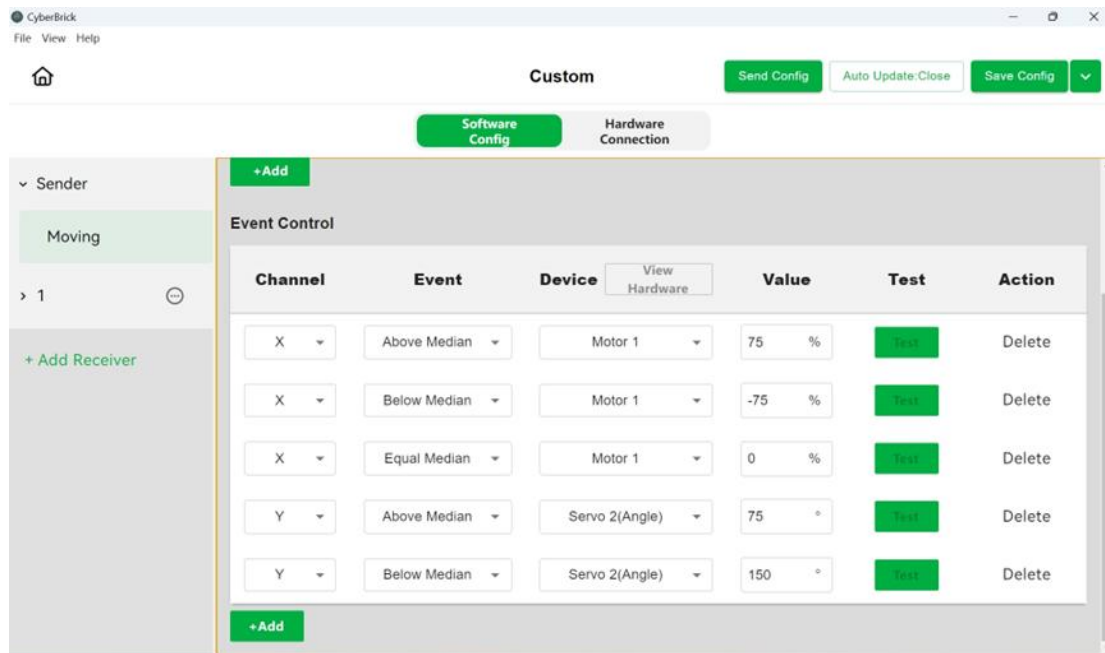 CyberBrick
File View Help
Custom
Send Config
Auto Update:Close
Save Config
Software
Config
Hardware
Connection
Sender
Moving
1
+ Add Receiver
+Add
Event Control
Channel Event Device View Hardware Value Test Action
X Above Median Motor 1 75 % Test Delete
X Below Median Motor 1 -75 % Test Delete
X Equal Median Motor 1 0 % Test Delete
Y Above Median Servo 2(Angle) 75 ° Test Delete
Y Below Median Servo 2(Angle) 150 ° Test Delete
+Add